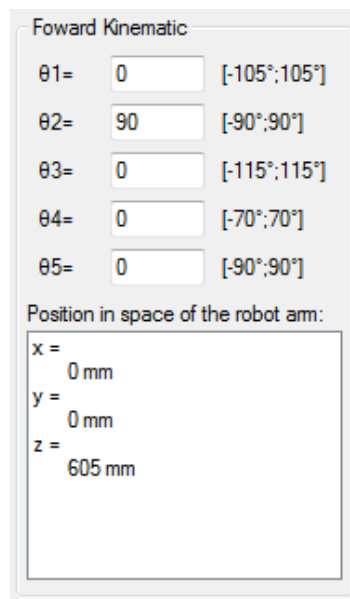 Foward Kinematic
θ1= 0 [-105°;105°]
θ2= 90 [-90°;90°]
θ3= 0 [-115°;115°]
θ4= 0 [-70°;70°]
θ5= 0 [-90°;90°]
Position in space of the robot arm:
x =
0 mm
y =
0 mm
z =
605 mm